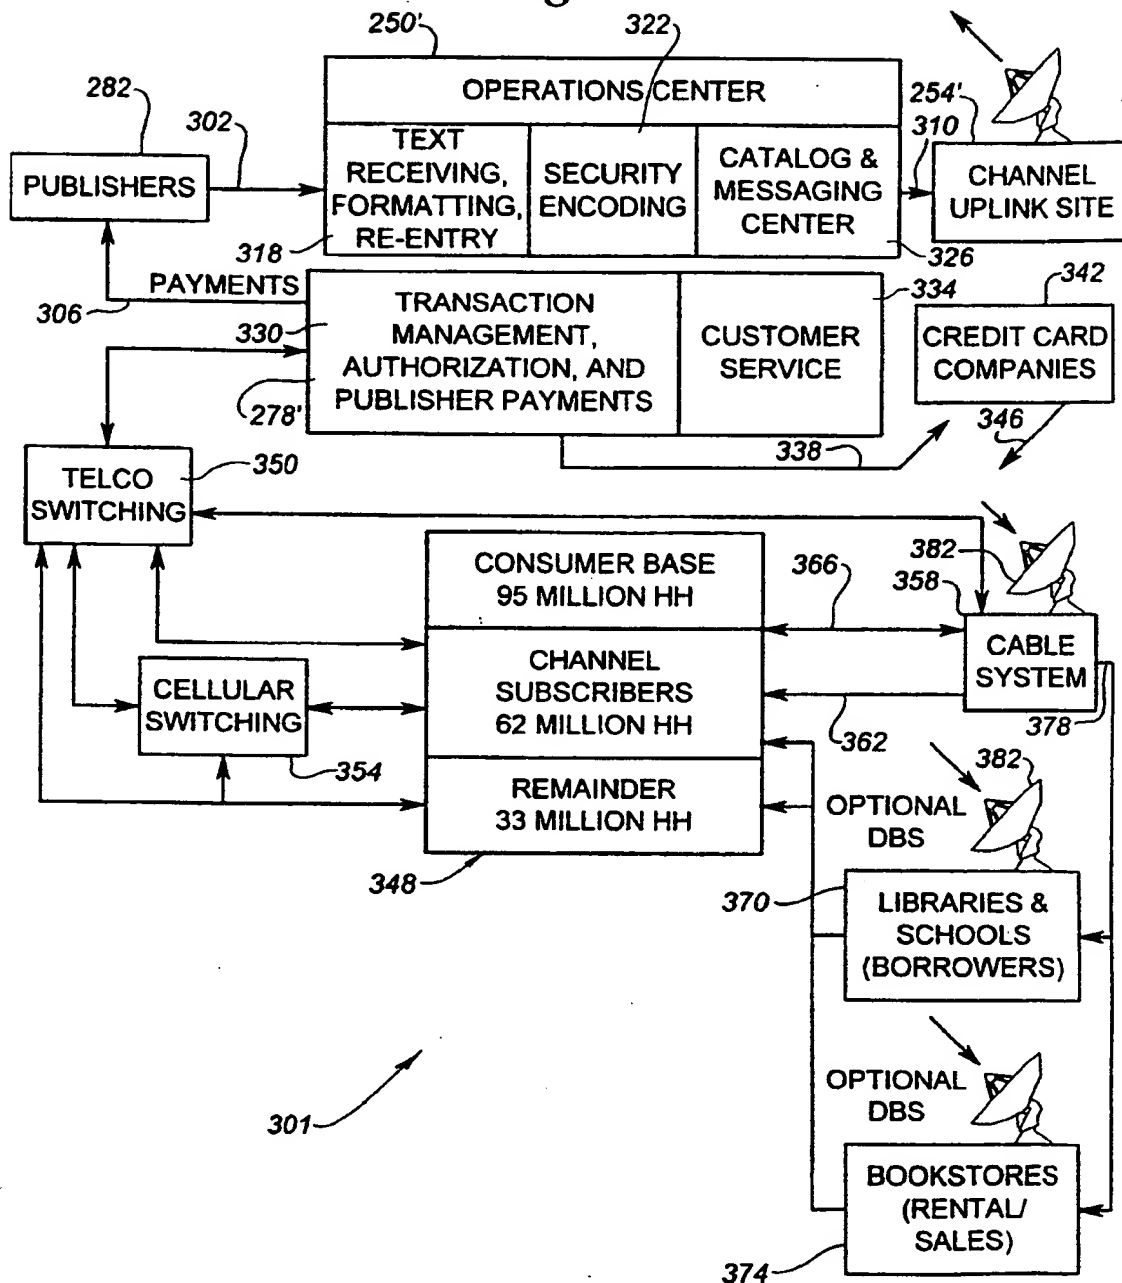 250'
322
OPERATIONS CENTER
254'
282
302
310
PUBLISHERS
TEXT
RECEIVING,
FORMATTING,
RE-ENTRY
318
SECURITY
ENCODING
CATALOG &
MESSAGING
CENTER
326
CHANNEL
UPLINK SITE
PAYMENTS
306
330
TRANSACTION
MANAGEMENT,
AUTHORIZATION, AND
PUBLISHER PAYMENTS
278'
334
CUSTOMER
SERVICE
342
CREDIT CARD
COMPANIES
346
338
TELCO
SWITCHING
350
CONSUMER BASE
95 MILLION HH
366
382
358
CABLE
SYSTEM
CHANNEL
SUBSCRIBERS
62 MILLION HH
CELLULAR
SWITCHING
354
362
378
REMAINDER
33 MILLION HH
348
382
OPTIONAL
DBS
370
LIBRARIES &
SCHOOLS
(BORROWERS)
301
OPTIONAL
DBS
BOOKSTORES
(RENTAL/
SALES)
374